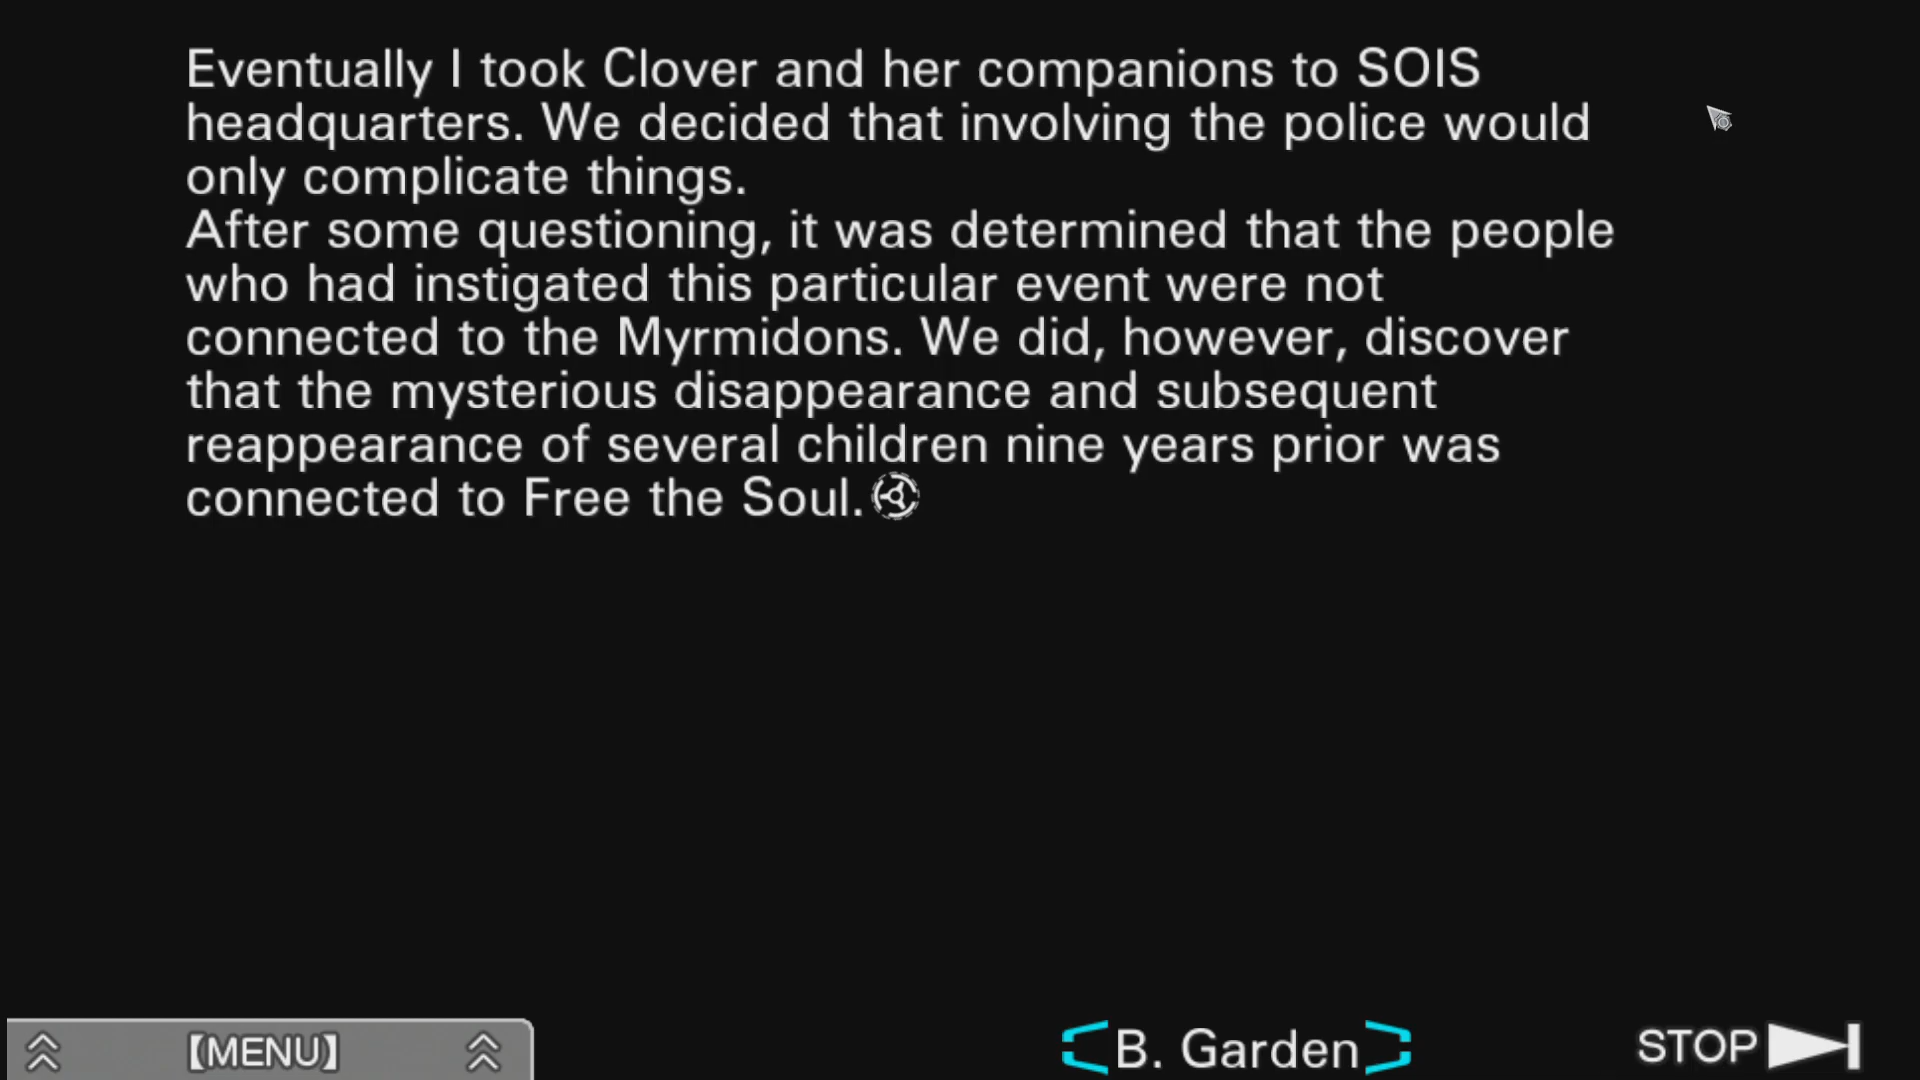 Eventually I took Clover and her companions to SOIS
headquarters. We decided that involving the police would
only complicate things.
After some questioning, it was determined that the people
who had instigated this particular event were not
connected to the Myrmidons. We did, however, discover
that the mysterious disappearance and subsequent
reappearance of several children nine years prior was
connected to Free the Soul.
【MENU】
B. Garden
STOP